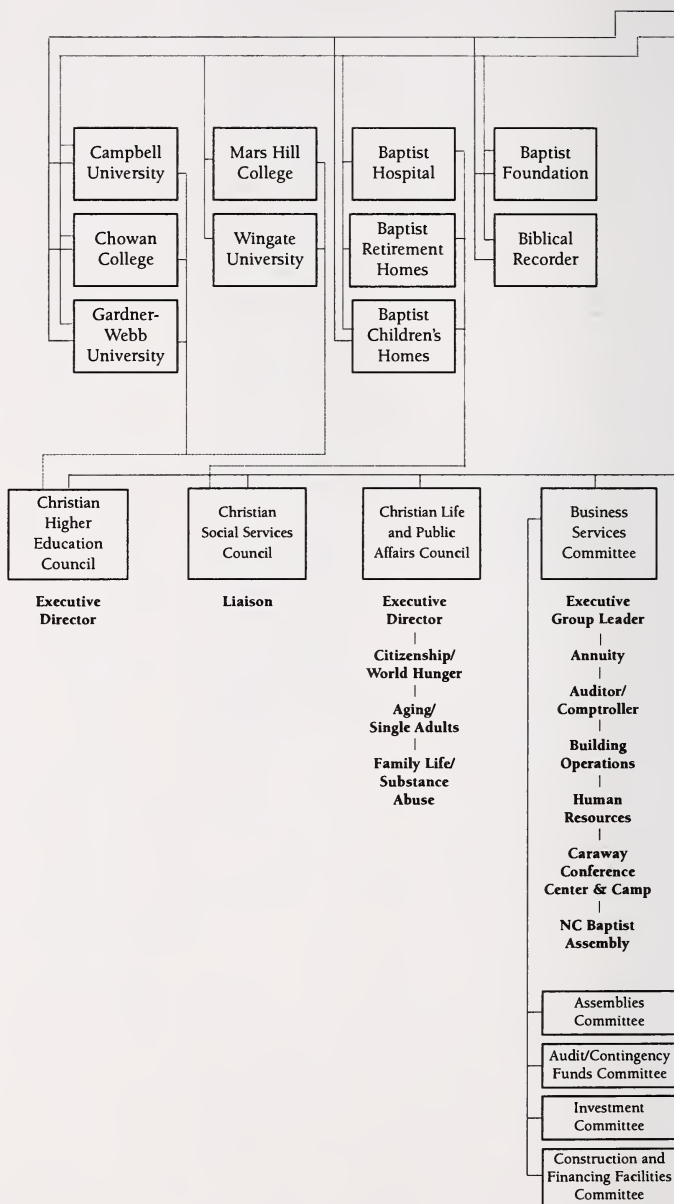 Campbell
University
Chowan
College
Gardner-
Webb
University
Mars Hill
College
Wingate
University
Baptist
Hospital
Baptist
Retirement
Homes
Baptist
Children's
Homes
Baptist
Foundation
Biblical
Recorder
Christian
Higher
Education
Council
Executive
Director
Christian
Social Services
Council
Liaison
Christian Life
and Public
Affairs Council
Executive
Director
Citizenship/
World Hunger
Aging/
Single Adults
Family Life/
Substance
Abuse
Business
Services
Committee
Executive
Group Leader
Annuity
Auditor/
Comptroller
Building
Operations
Human
Resources
Caraway
Conference
Center & Camp
NC Baptist
Assembly
Assemblies
Committee
Audit/Contingency
Funds Committee
Investment
Committee
Construction and
Financing Facilities
Committee